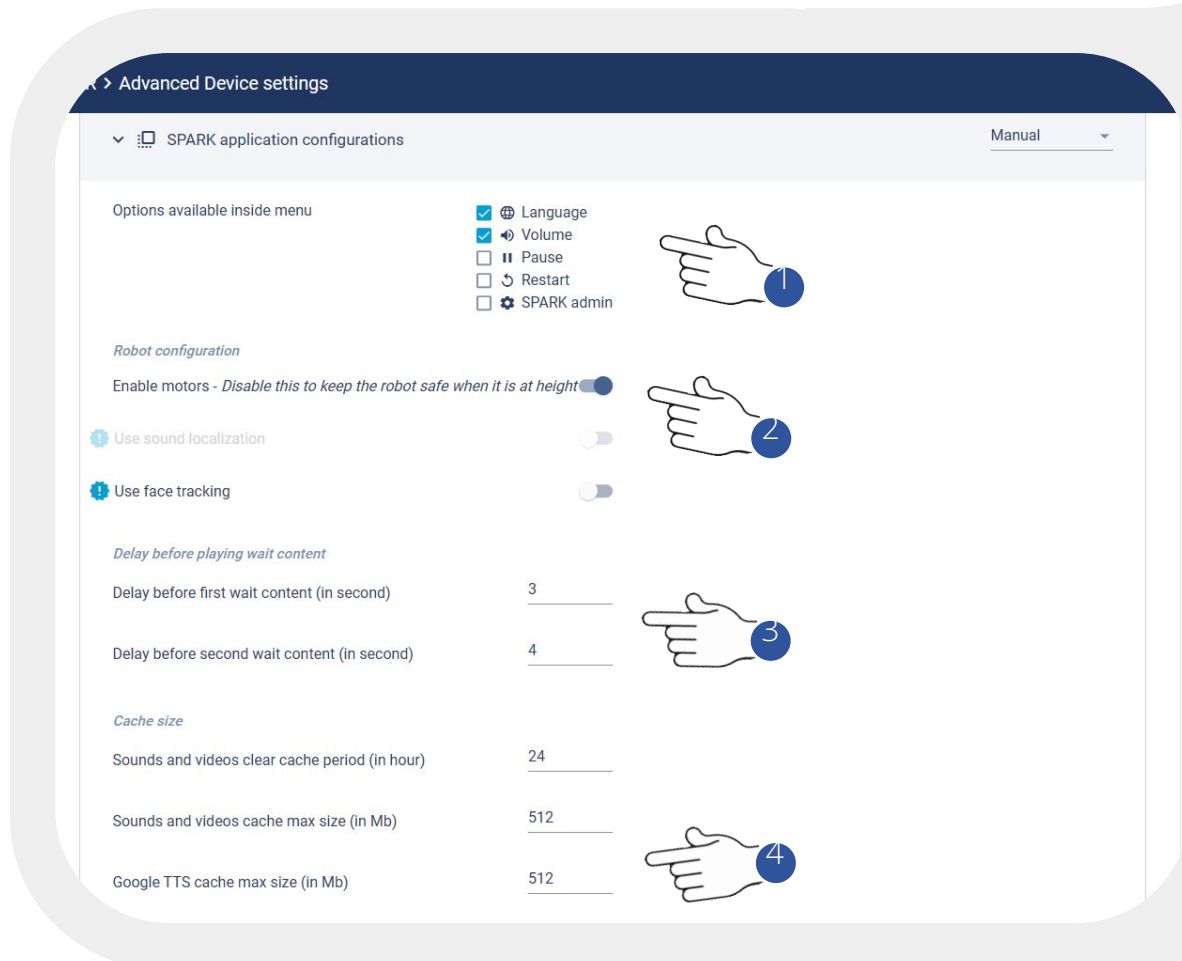 > Advanced Device settings
SPARK application configurations
Manual
Options available inside menu
Language
Volume
Pause
Restart
SPARK admin
1
Robot configuration
Enable motors - Disable this to keep the robot safe when it is at height
2
Use sound localization
Use face tracking
Delay before playing wait content
Delay before first wait content (in second) 3
3
Delay before second wait content (in second) 4
Cache size
Sounds and videos clear cache period (in hour) 24
Sounds and videos cache max size (in Mb) 512
4
Google TTS cache max size (in Mb) 512